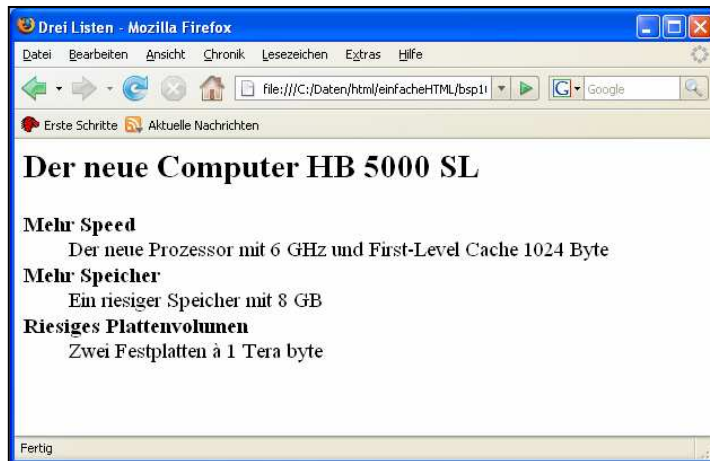 Drei Listen - Mozilla Firefox
Datei Bearbeiten Ansicht Chronik Lesezeichen Extras Hilfe
file:///C:/Daten/html/einfacheHTML/bsp1 G Google
Erste Schritte Aktuelle Nachrichten
Der neue Computer HB 5000 SL
Mehr Speed
Der neue Prozessor mit 6 GHz und First-Level Cache 1024 Byte
Mehr Speicher
Ein riesiger Speicher mit 8 GB
Riesiges Plattenvolumen
Zwei Festplatten à 1 Tera byte
Fertig